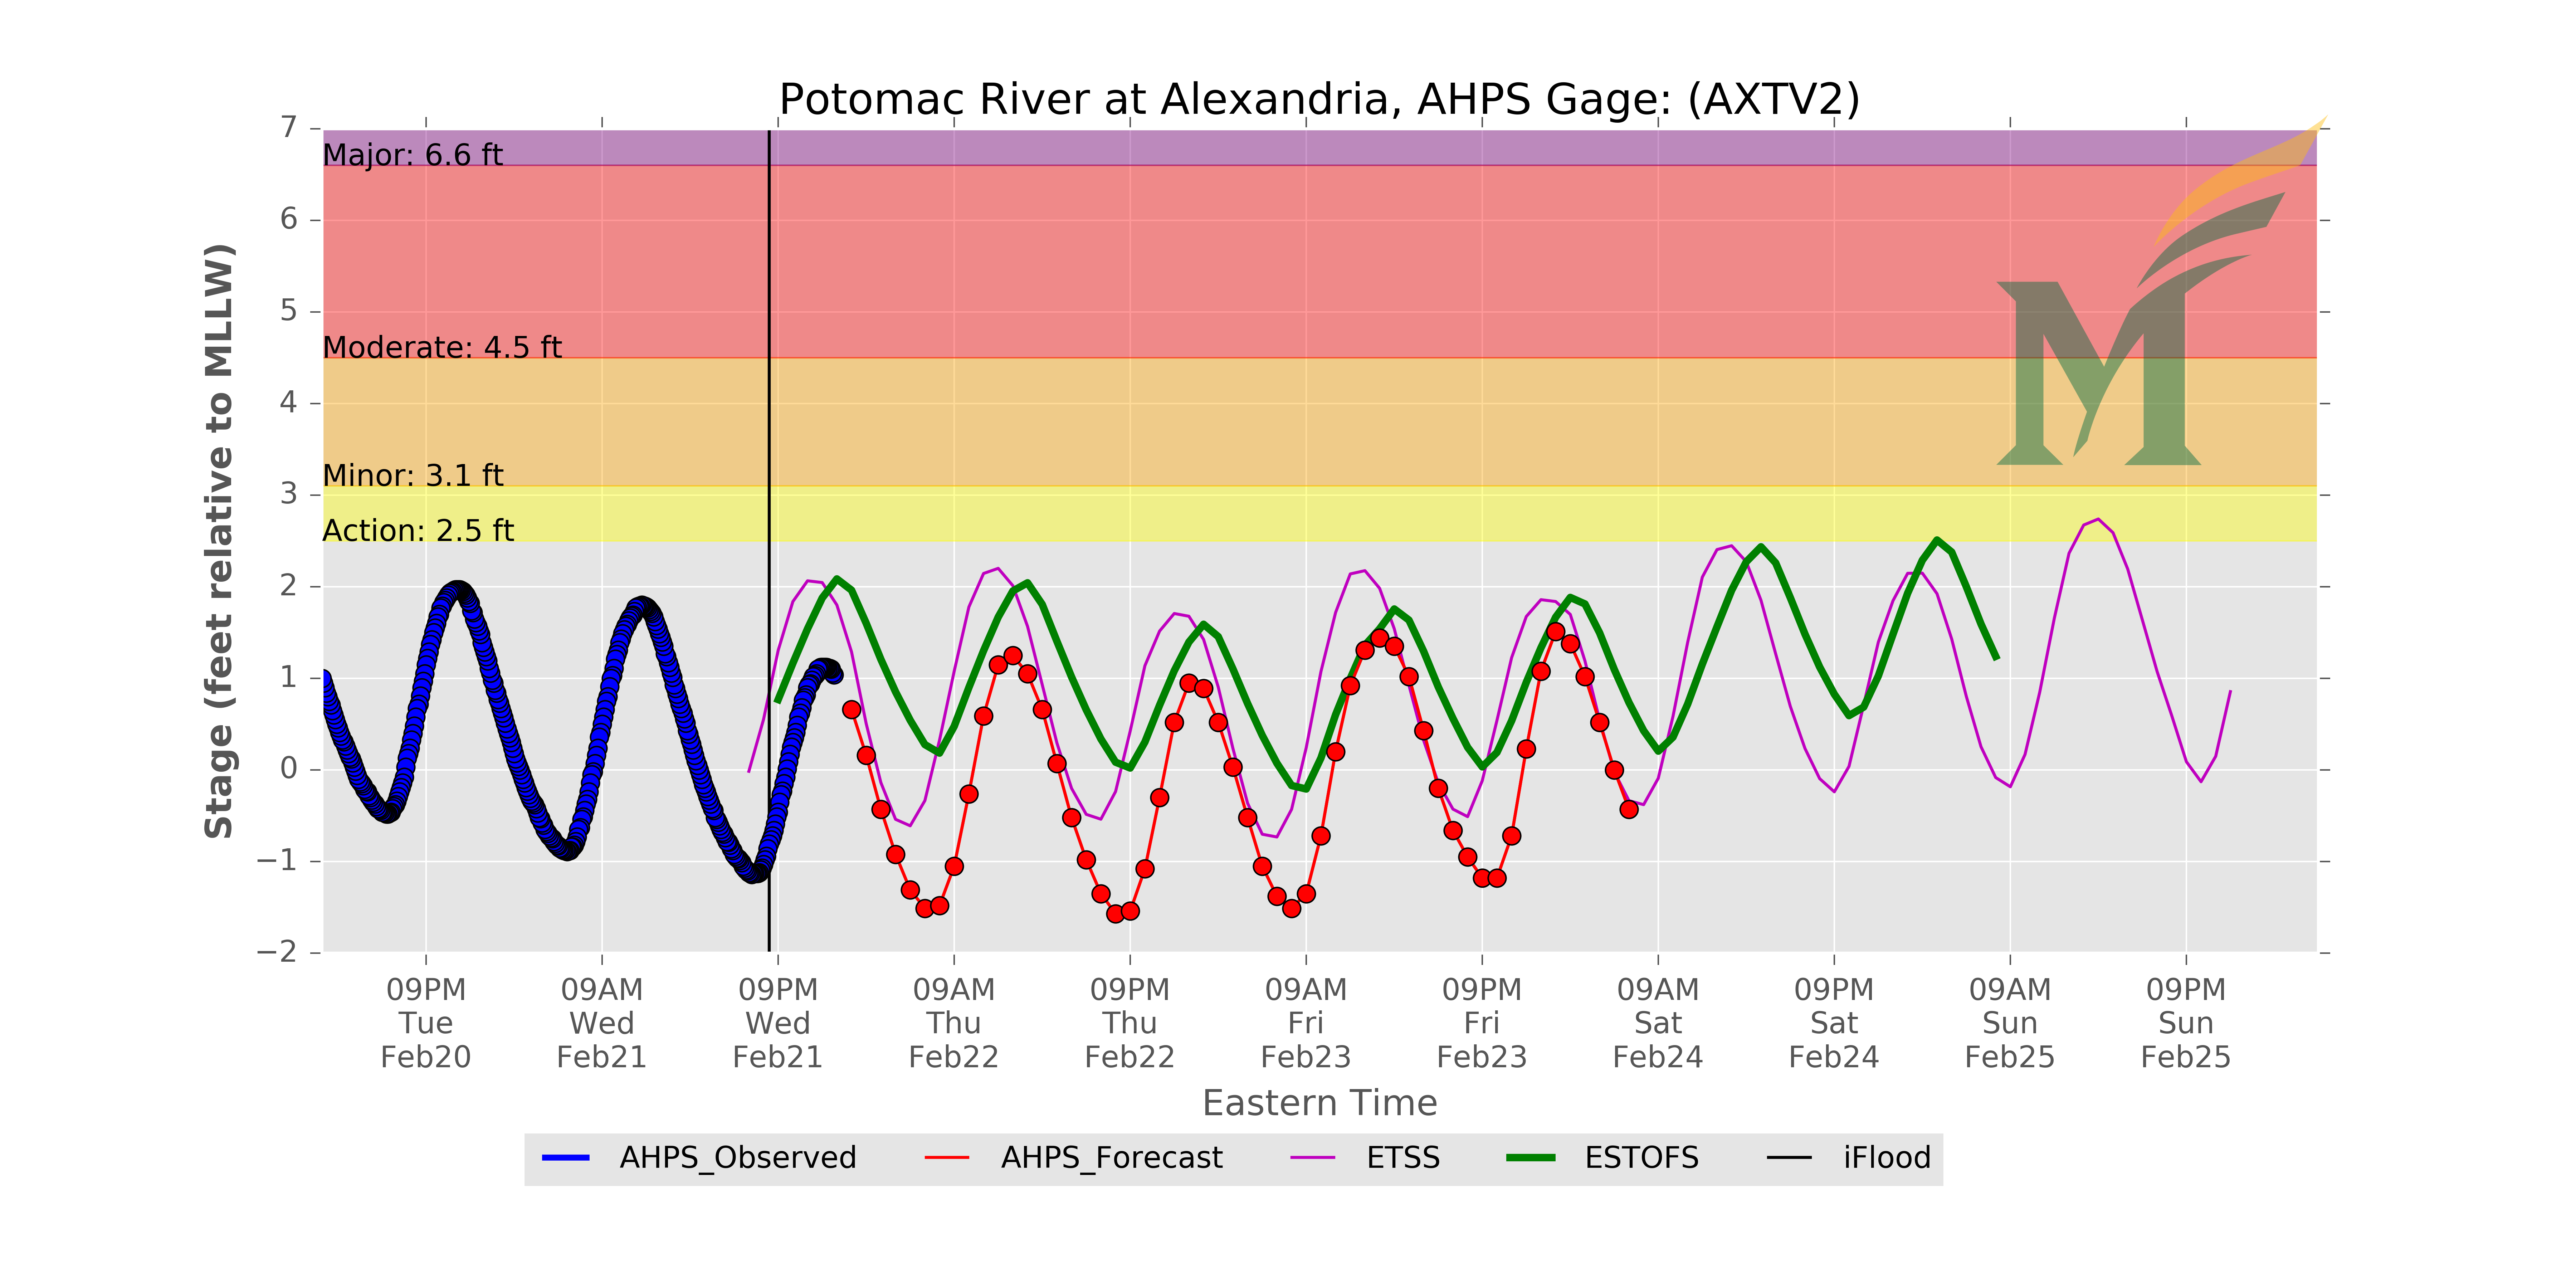 Potomac River at Alexandria, AHPS Gage: (AXTV2)
7
Major: 6.6 ft
6
5
Moderate: 4.5 ft
4
Minor: 3.1 ft
3
Action: 2.5 ft
2
1
0
−1
−2
Stage (feet relative to MLLW)
09PM 09AM 09PM 09AM 09PM 09AM 09PM 09AM 09PM 09AM 09PM
Tue Wed Wed Thu Thu Fri Fri Sat Sat Sun Sun
Feb20 Feb21 Feb21 Feb22 Feb22 Feb23 Feb23 Feb24 Feb24 Feb25 Feb25
Eastern Time
AHPS_Observed AHPS_Forecast ETSS ESTOFS iFlood
M